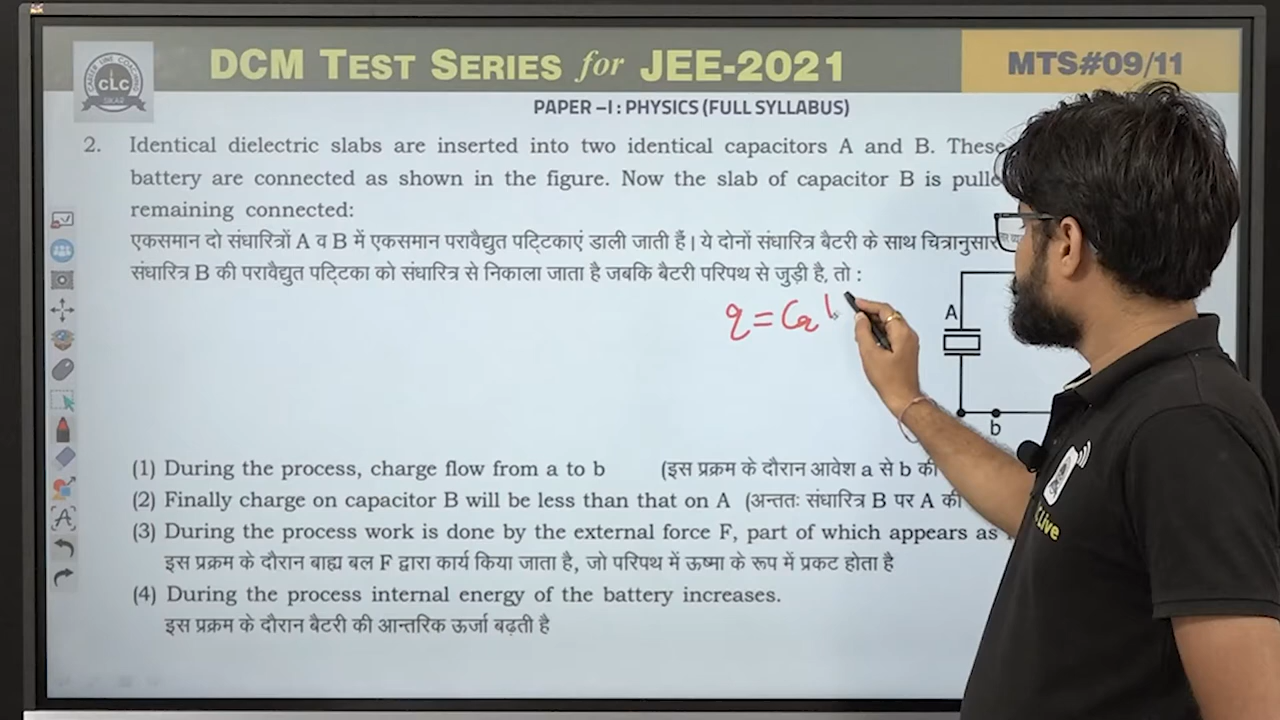 DCM TEST SERIES for JEE-2021
MTS#09/11
CLC
SIKAR
PAPER –I : PHYSICS (FULL SYLLABUS)
2. Identical dielectric slabs are inserted into two identical capacitors A and B. These
battery are connected as shown in the figure. Now the slab of capacitor B is pulle
remaining connected:
एकसमान दो संधारित्रों A व B में एकसमान परावैद्युत पट्टिकाएं डाली जाती हैं। ये दोनों संधारित्र बैटरी के साथ चित्रानुसार
संधारित्र B की परावैद्युत पट्टिका को संधारित्र से निकाला जाता है जबकि बैटरी परिपथ से जुड़ी है, तो :
q = C
A
b
(1) During the process, charge flow from a to b (इस प्रक्रम के दौरान आवेश a से b की
(2) Finally charge on capacitor B will be less than that on A (अन्ततः संधारित्र B पर A की
(3) During the process work is done by the external force F, part of which appears as
इस प्रक्रम के दौरान बाह्य बल F द्वारा कार्य किया जाता है, जो परिपथ में ऊष्मा के रूप में प्रकट होता है
(4) During the process internal energy of the battery increases.
इस प्रक्रम के दौरान बैटरी की आन्तरिक ऊर्जा बढ़ती है
Live